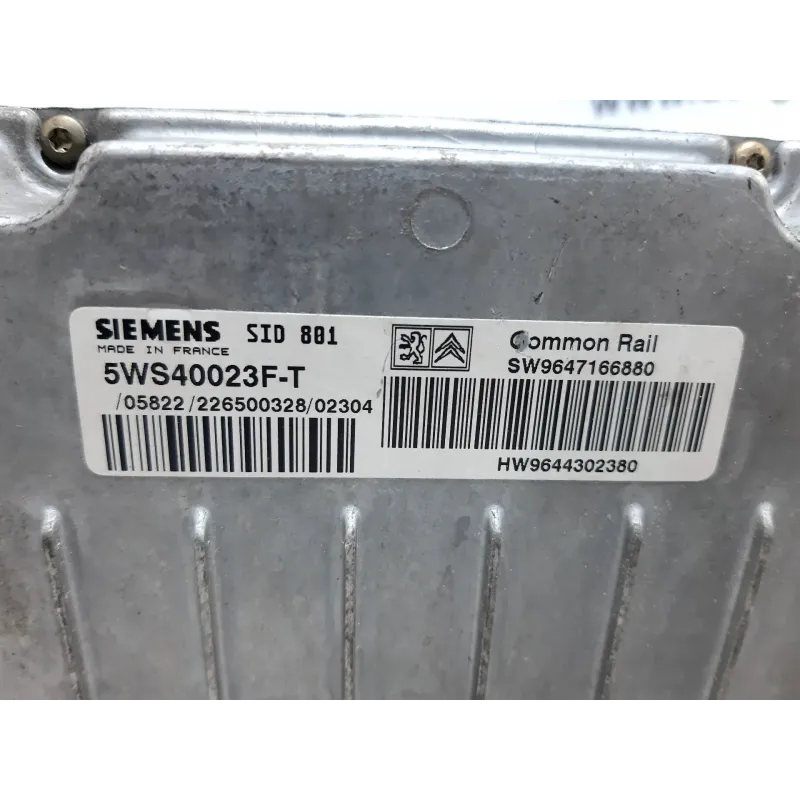 SIEMENS SID 801
MADE IN FRANCE
5WS40023F-T
/05822/226500328/02304
Common Rail
SW9647166880
HW9644302380